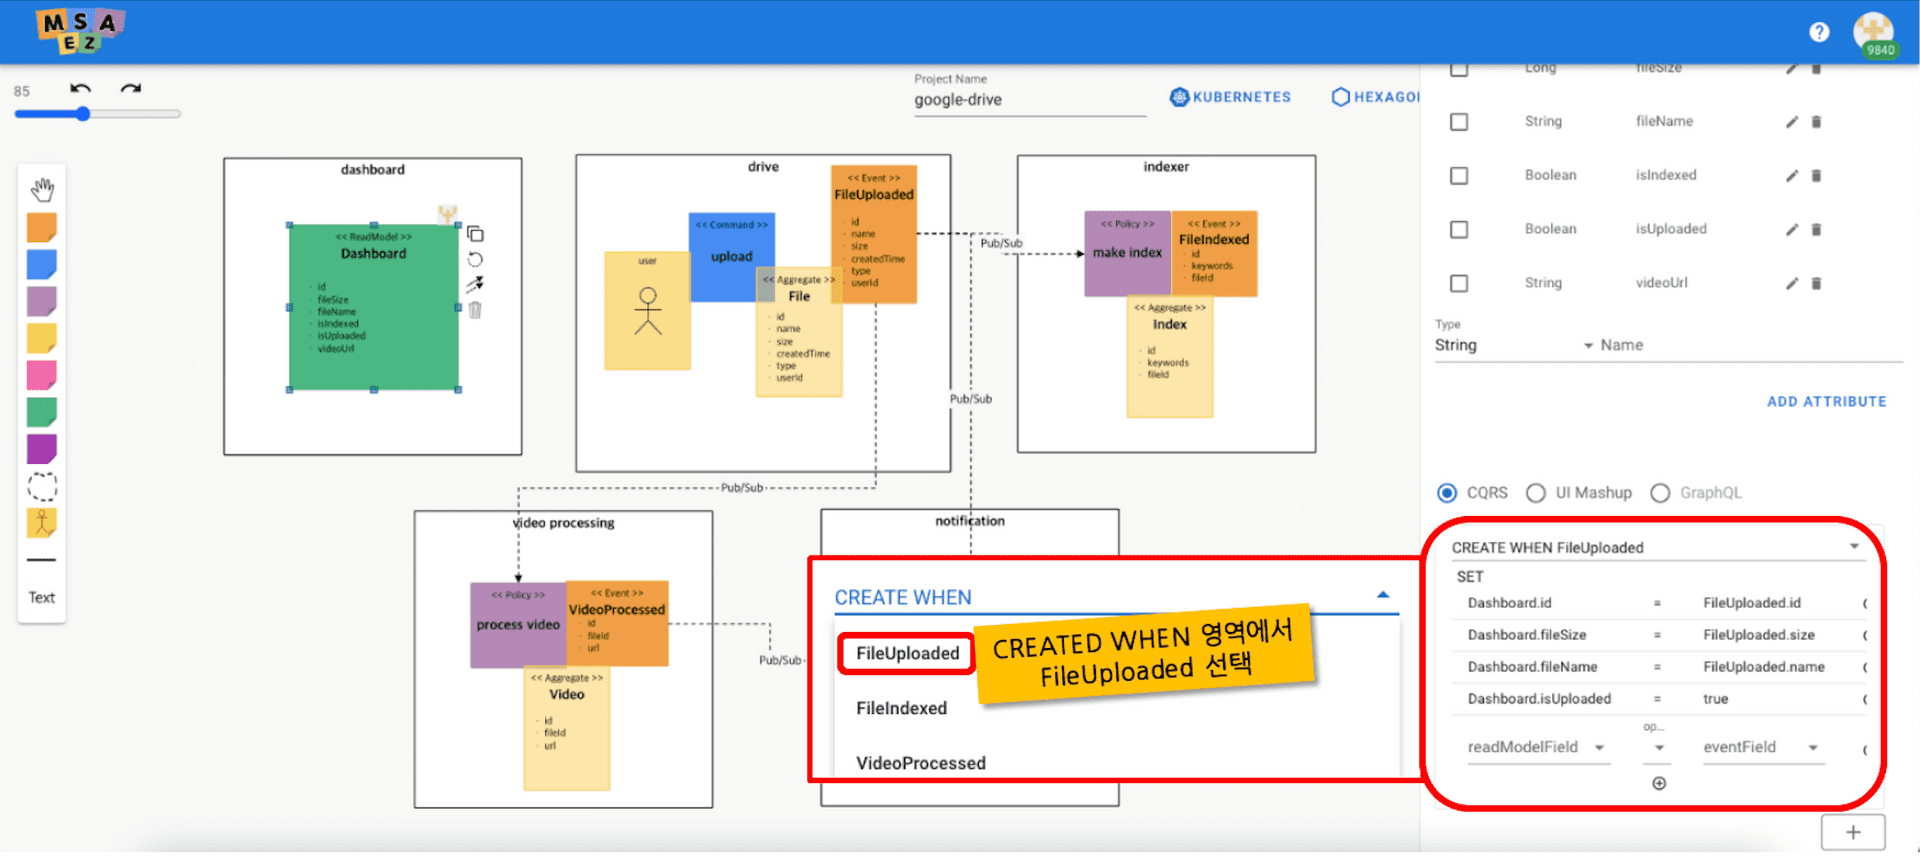 MSA
EZ
9840
85
Project Name
google-drive
KUBERNETES
HEXAGO
Text
dashboard
<< ReadModel >>
Dashboard
· id
· fileSize
· fileName
· isIndexed
· isUploaded
· videoUrl
drive
user
<< Command >>
upload
<< Event >>
FileUploaded
· id
· name
· size
· createdTime
· type
· userId
<< Aggregate >>
File
· id
· name
· size
· createdTime
· type
· userId
Pub/Sub
indexer
<< Policy >>
make index
<< Event >>
FileIndexed
· id
· keywords
· fileId
<< Aggregate >>
Index
· id
· keywords
· fileId
Pub/Sub
Pub/Sub
video processing
<< Policy >>
process video
<< Event >>
VideoProcessed
· id
· fileId
· url
<< Aggregate >>
Video
· id
· fileId
· url
Pub/Sub
notification
CREATE WHEN
FileUploaded
FileIndexed
VideoProcessed
CREATED WHEN 영역에서
FileUploaded 선택
Long fileSize
String fileName
Boolean isIndexed
Boolean isUploaded
String videoUrl
Type
String Name
ADD ATTRIBUTE
CQRS UI Mashup GraphQL
CREATE WHEN FileUploaded
SET
Dashboard.id = FileUploaded.id
Dashboard.fileSize = FileUploaded.size
Dashboard.fileName = FileUploaded.name
Dashboard.isUploaded = true
op...
readModelField eventField